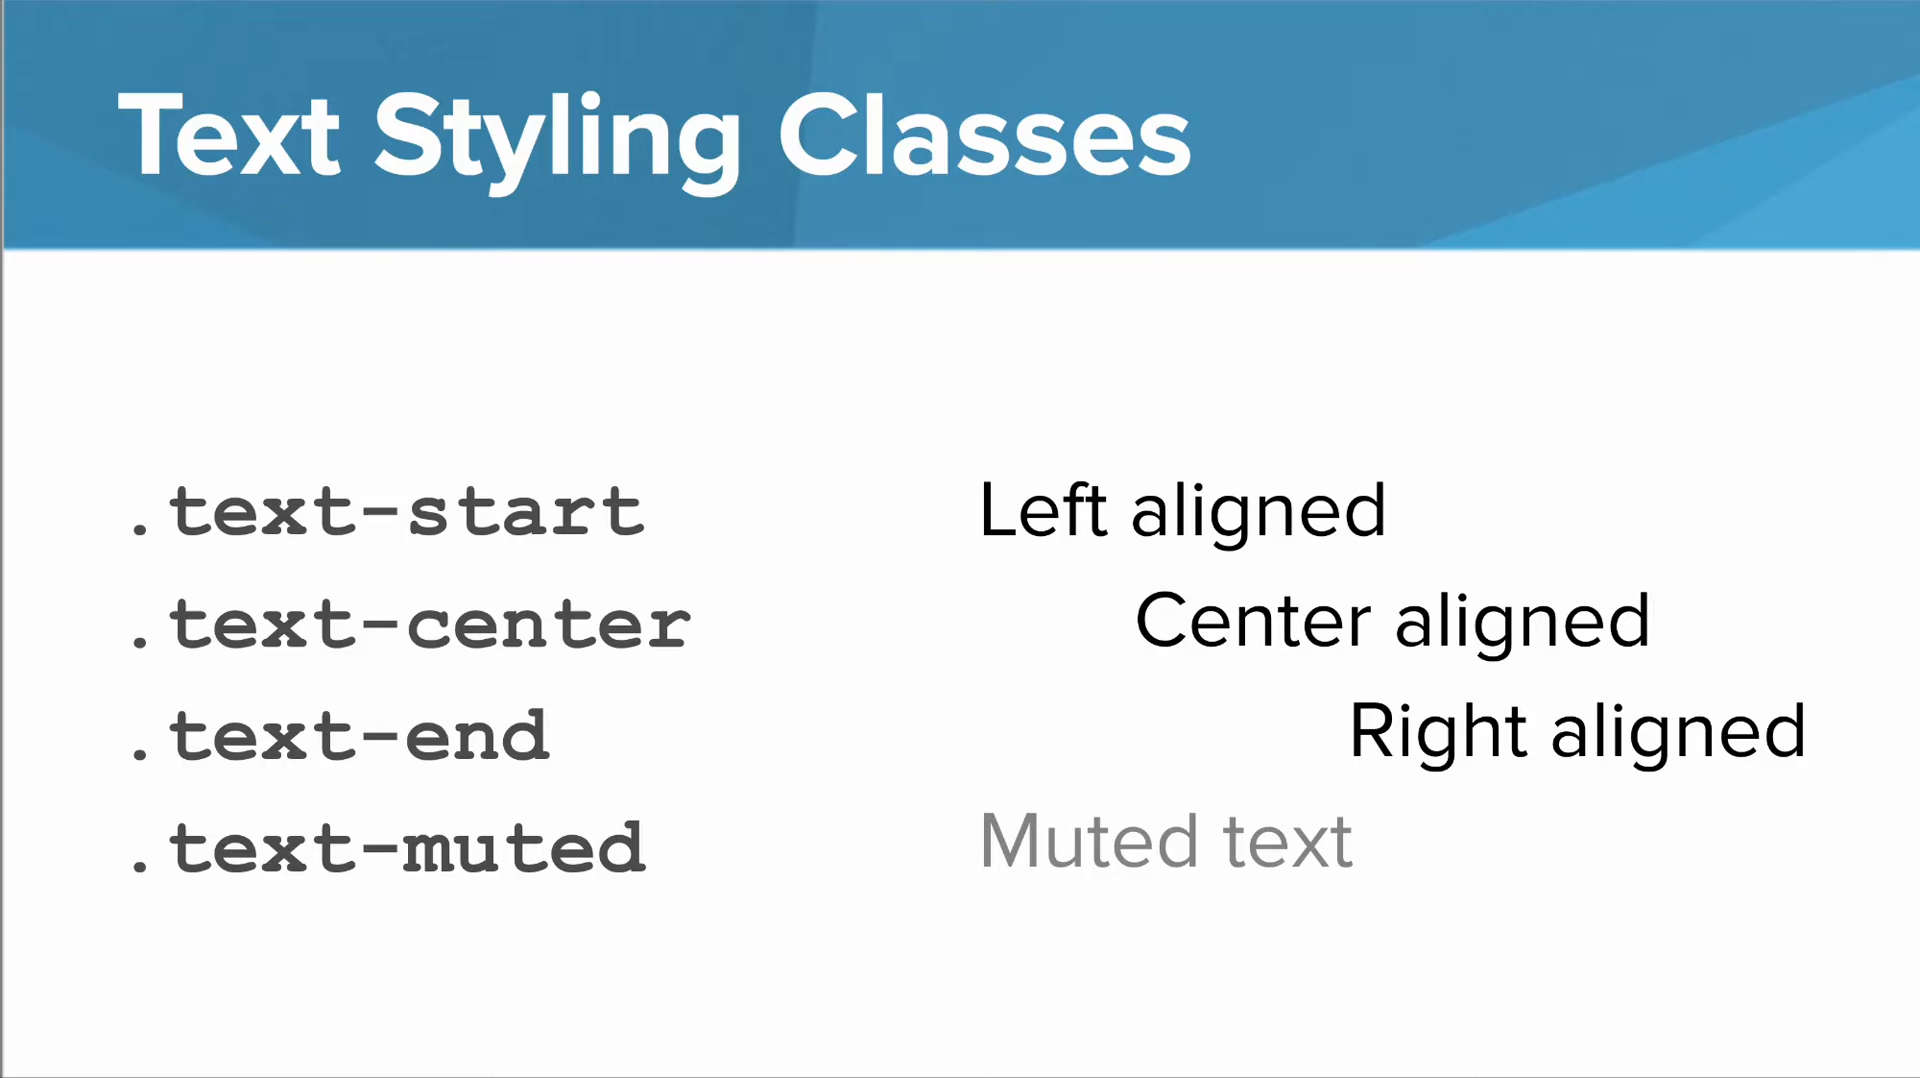 Text Styling Classes
.text-start Left aligned
.text-center Center aligned
.text-end Right aligned
.text-muted Muted text